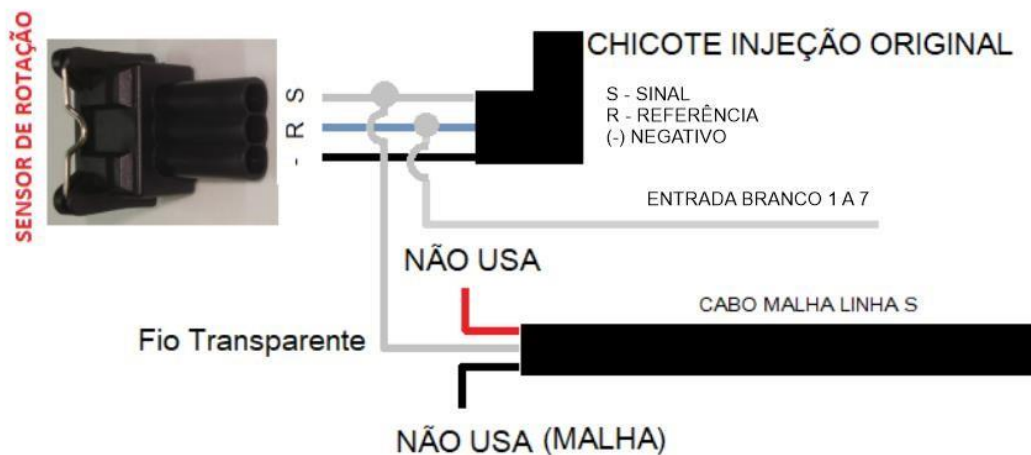 SENSOR DE ROTAÇÃO
S
R
-
CHICOTE INJEÇÃO ORIGINAL
S - SINAL
R - REFERÊNCIA
(-) NEGATIVO
ENTRADA BRANCO 1 A 7
NÃO USA
CABO MALHA LINHA S
Fio Transparente
NÃO USA (MALHA)